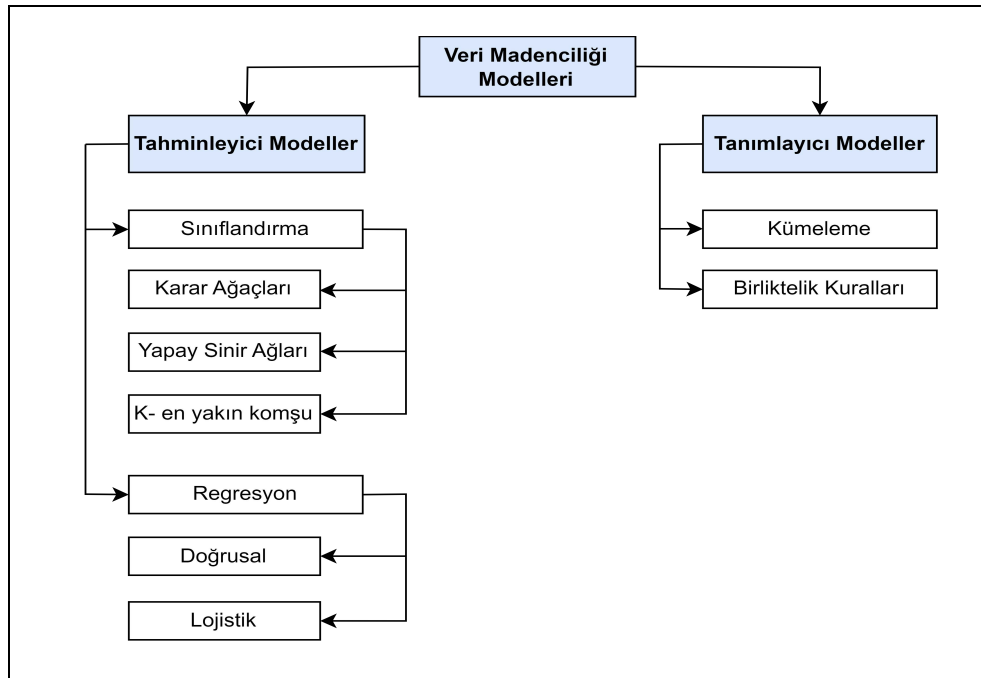 Veri Madenciliği
Modelleri
Tahminleyici Modeller
Tanımlayıcı Modeller
Sınıflandırma
Kümeleme
Karar Ağaçları
Birliktelik Kuralları
Yapay Sinir Ağları
K- en yakın komşu
Regresyon
Doğrusal
Lojistik